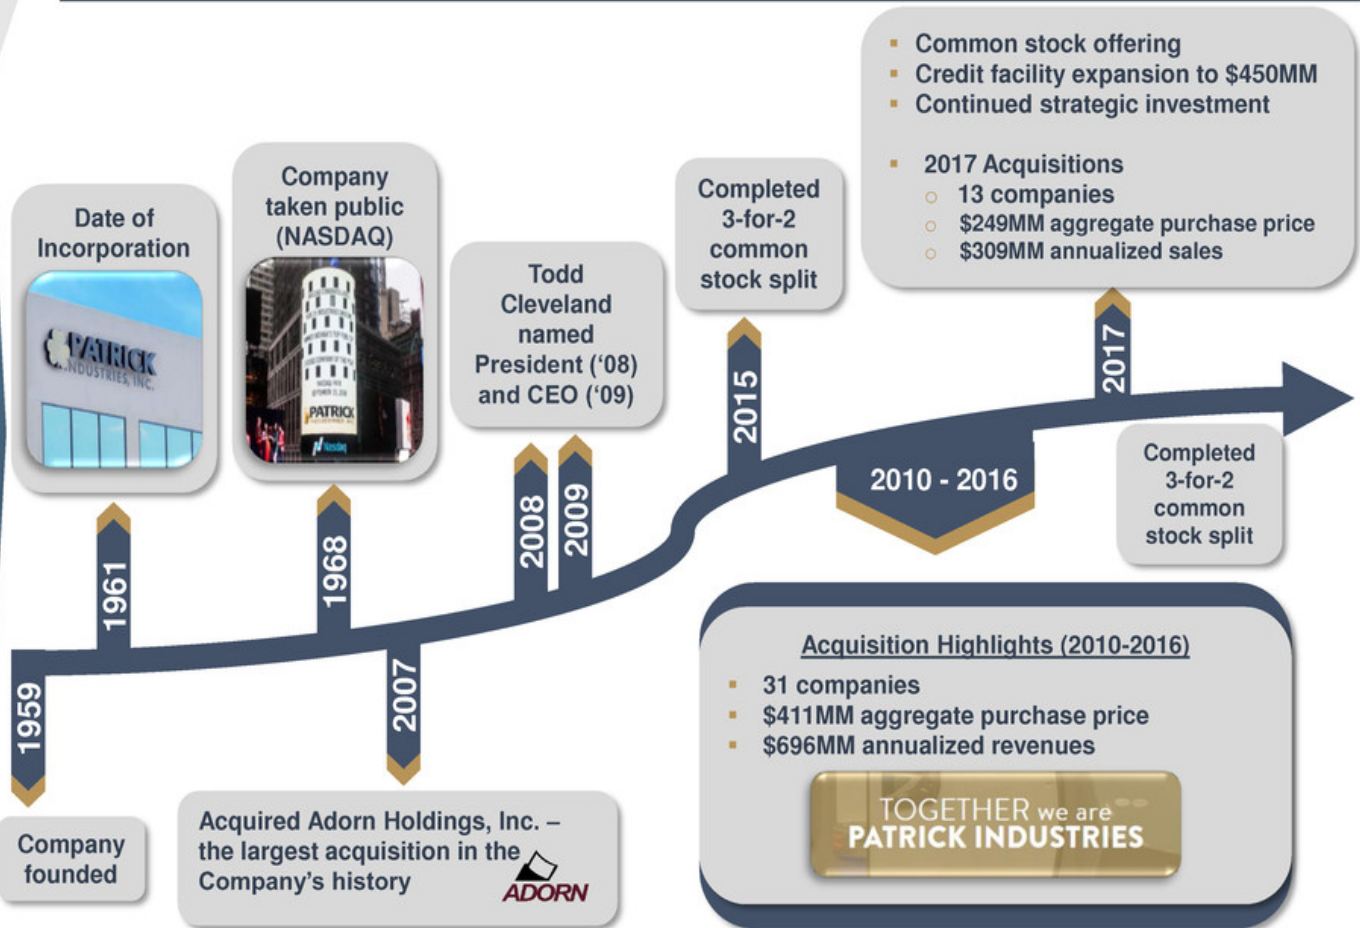 Common stock offering
Credit facility expansion to $450MM
Continued strategic investment
2017 Acquisitions
13 companies
$249MM aggregate purchase price
$309MM annualized sales
Company
taken public
(NASDAQ)
PATRICK
Nasdaq
Completed
3-for-2
common
stock split
Date of
Incorporation
PATRICK
INDUSTRIES, INC.
Todd
Cleveland
named
President (‘08)
and CEO (‘09)
2017
2015
2010 - 2016
Completed
3-for-2
common
stock split
2008
2009
1968
1961
1959
2007
Acquisition Highlights (2010-2016)
31 companies
$411MM aggregate purchase price
$696MM annualized revenues
TOGETHER we are
PATRICK INDUSTRIES
Company
founded
Acquired Adorn Holdings, Inc. –
the largest acquisition in the
Company’s history
ADORN